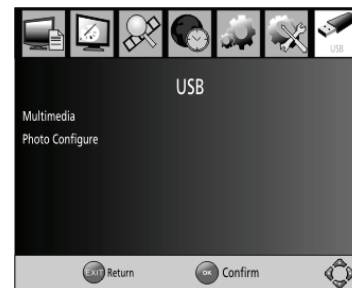 USB
USB
Multimedia
Photo Configure
EXIT Return
OK Confirm